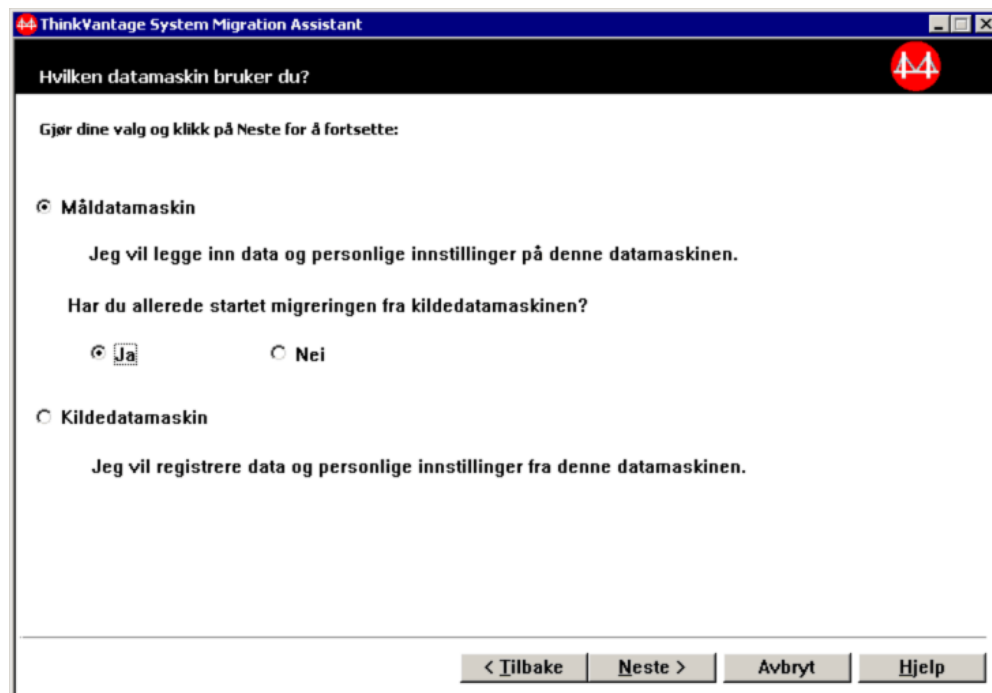 ThinkVantage System Migration Assistant
Hvilken datamaskin bruker du?
Gjør dine valg og klikk på Neste for å fortsette:
Måldatamaskin
Jeg vil legge inn data og personlige innstillinger på denne datamaskinen.
Har du allerede startet migreringen fra kildedatamaskinen?
Ja Nei
Kildedatamaskin
Jeg vil registrere data og personlige innstillinger fra denne datamaskinen.
< Tilbake Neste > Avbryt Hjelp